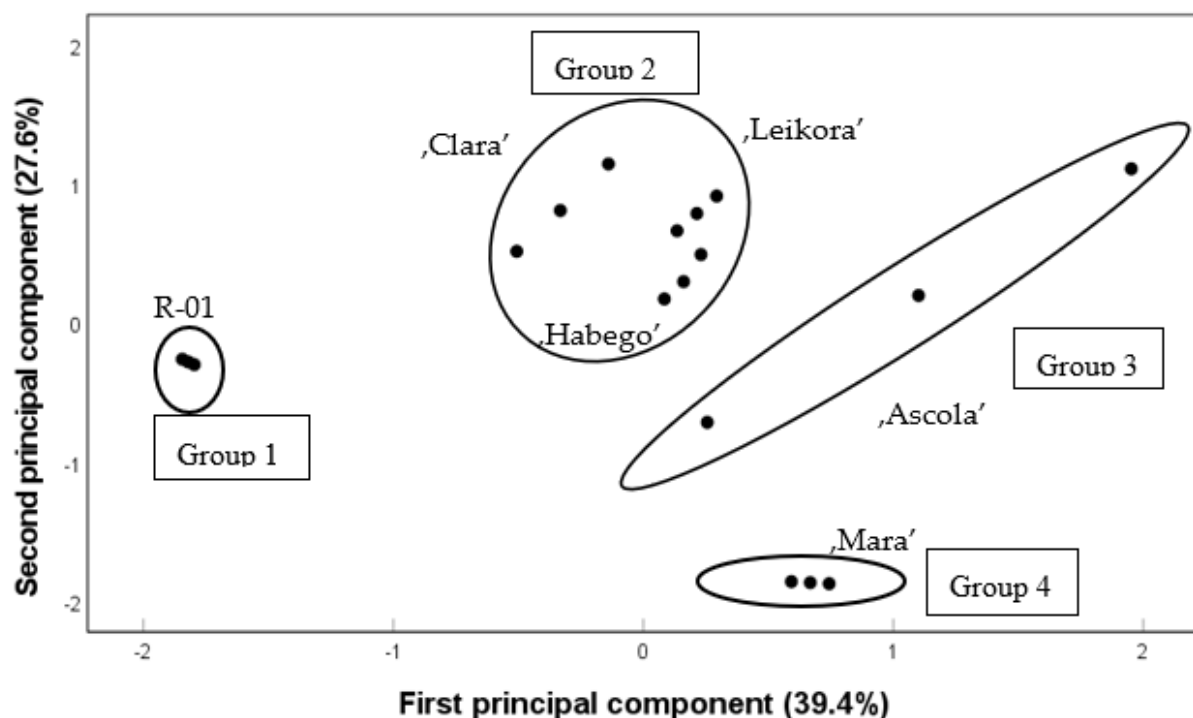 Group 2
‚Clara’
‚Leikora’
R-01
‚Habego’
Group 1
Group 3
‚Ascola’
‚Mara’
Group 4
Second principal component (27.6%)
2
1
0
-1
-2
-2
-1
0
1
2
First principal component (39.4%)